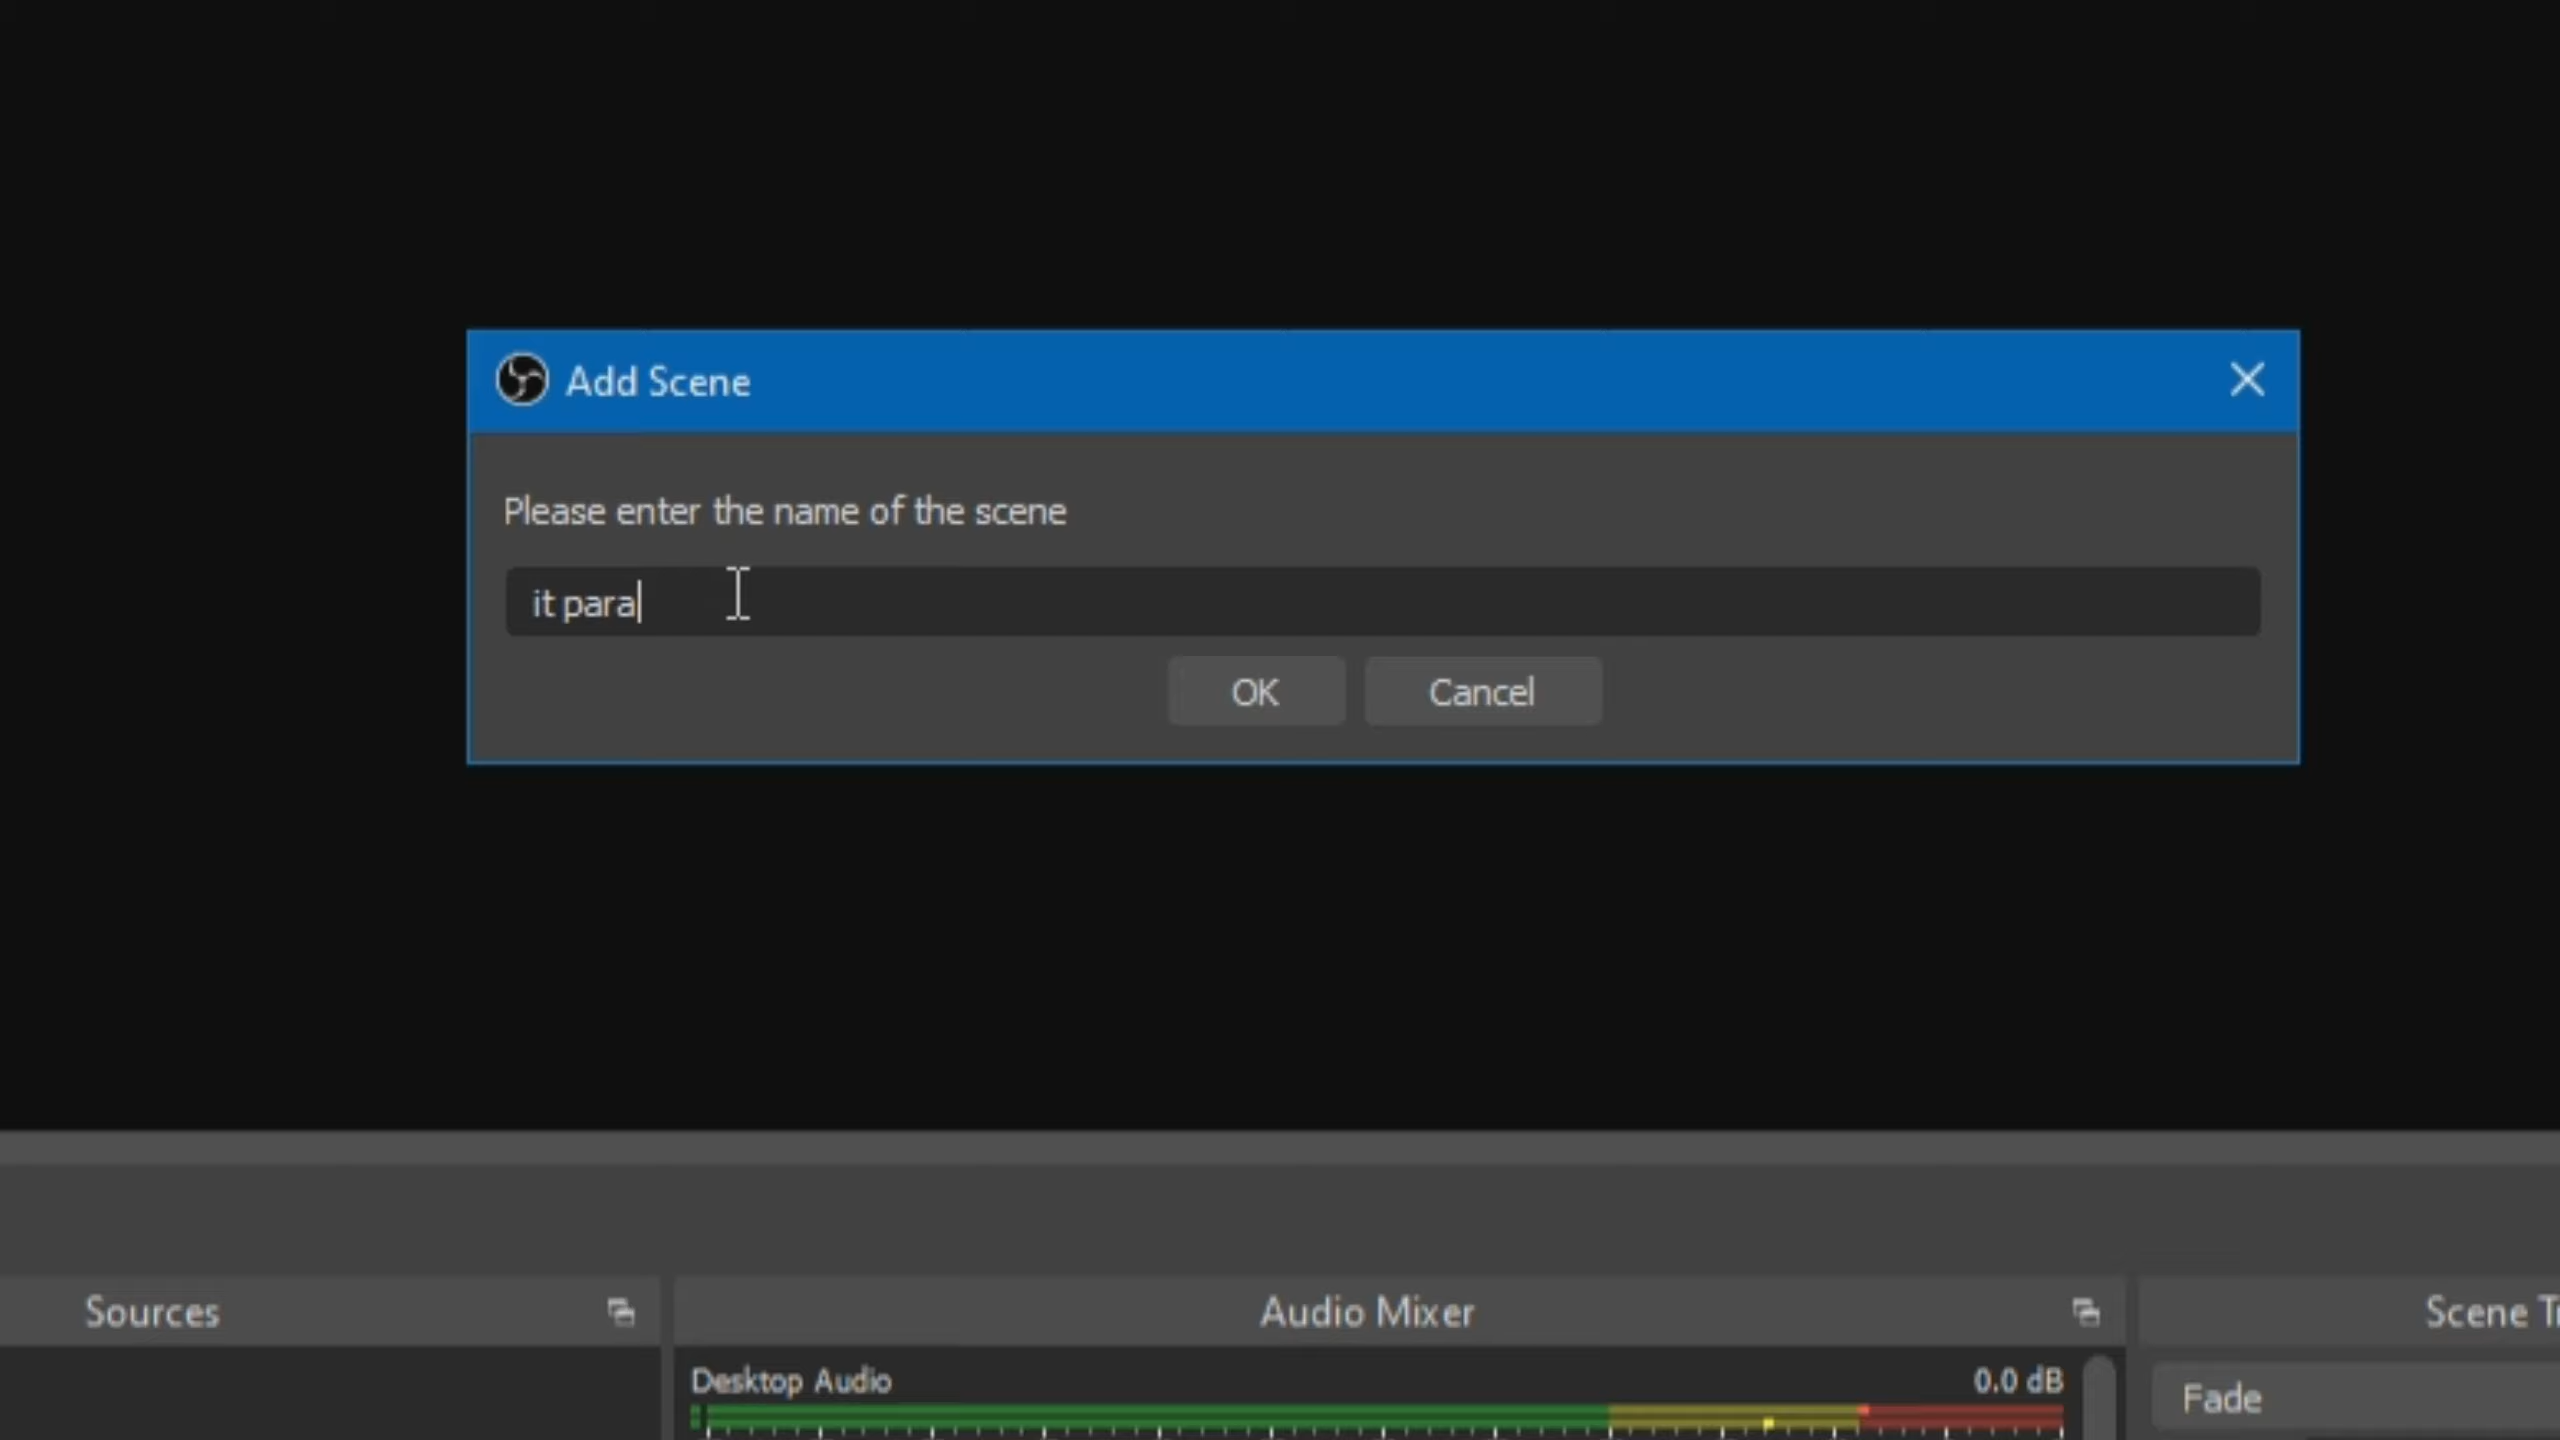 Add Scene
Please enter the name of the scene
it para
OK Cancel
Sources Audio Mixer Scene
Desktop Audio 0.0 dB
Fade